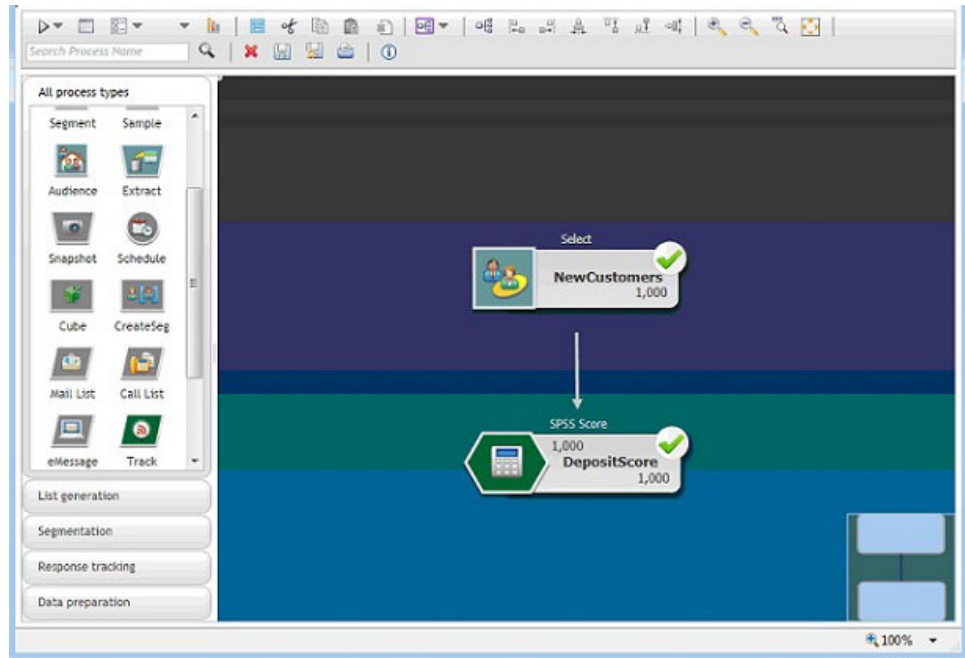 Search Process Name
All process types
Segment Sample
Audience Extract
Snapshot Schedule
Cube CreateSeg
Mail List Call List
eMessage Track
List generation
Segmentation
Response tracking
Data preparation
Select
NewCustomers
1,000
SPSS Score
1,000
DepositScore
1,000
100%